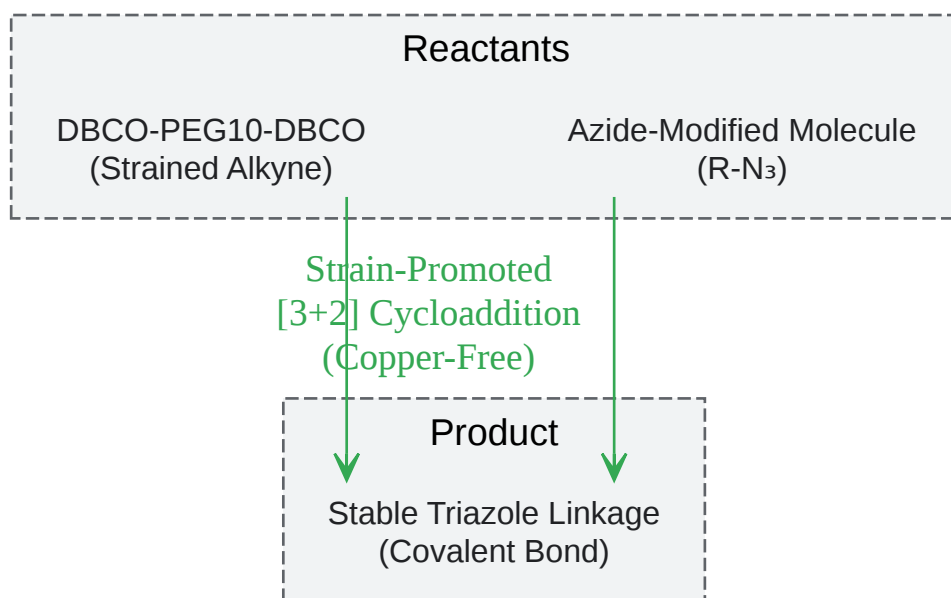 Reactants
DBCO-PEG10-DBCO
(Strained Alkyne)
Azide-Modified Molecule
(R-N₃)
Strain-Promoted
[3+2] Cycloaddition
(Copper-Free)
Product
Stable Triazole Linkage
(Covalent Bond)